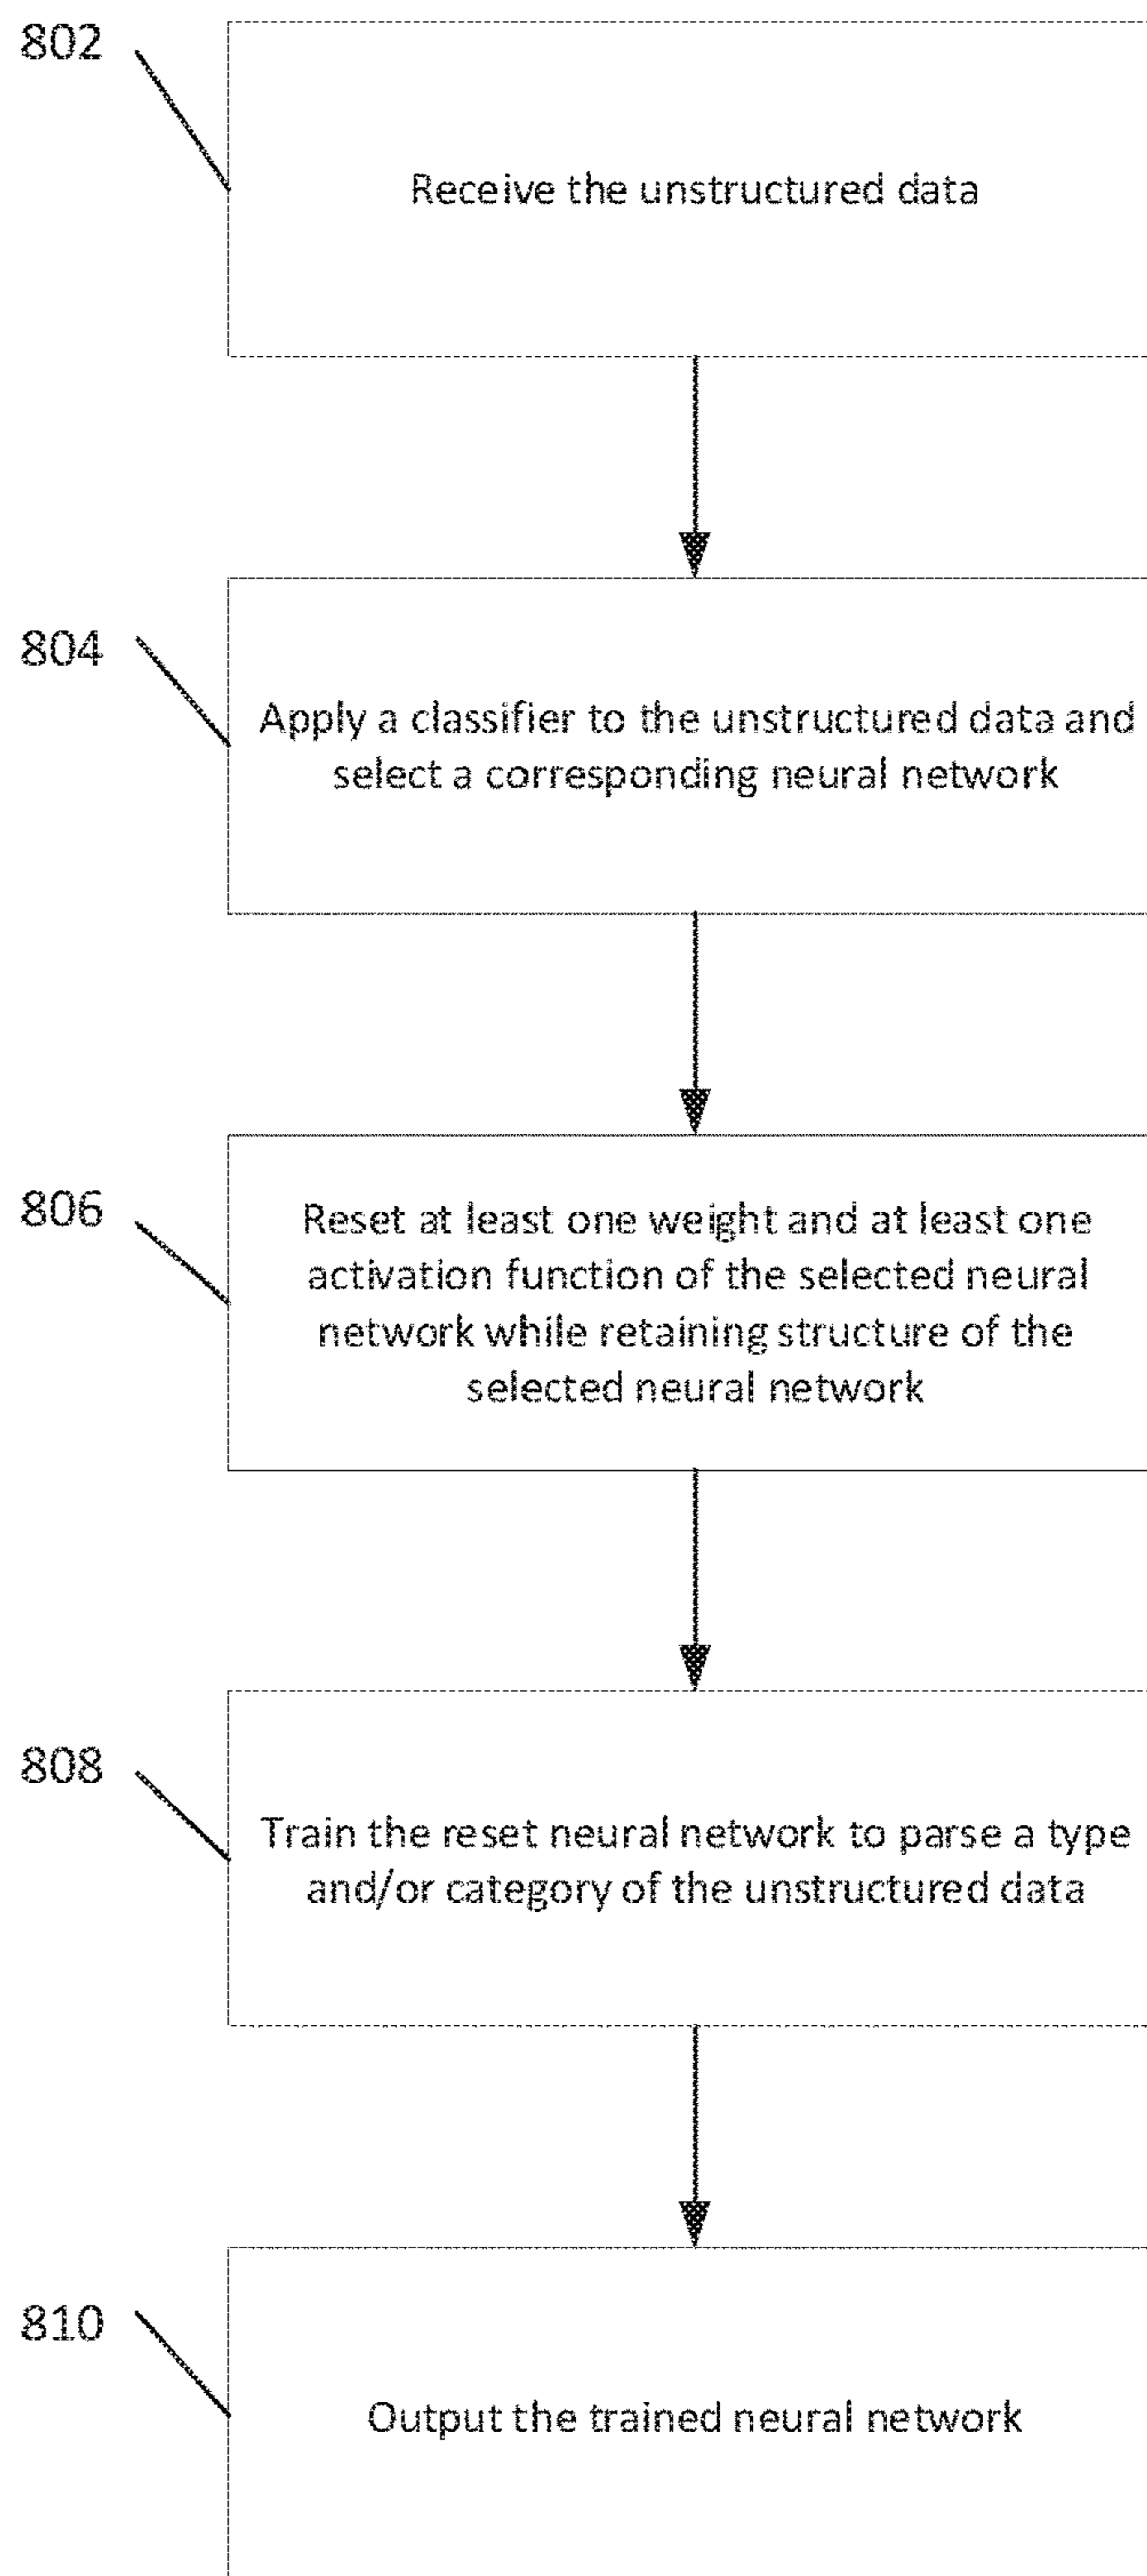 802
Receive the unstructured data
804
Apply a classifier to the unstructured data and
select a corresponding neural network
806
Reset at least one weight and at least one
activation function of the selected neural
network while retaining structure of the
selected neural network
808
Train the reset neural network to parse a type
and/or category of the unstructured data
810
Output the trained neural network